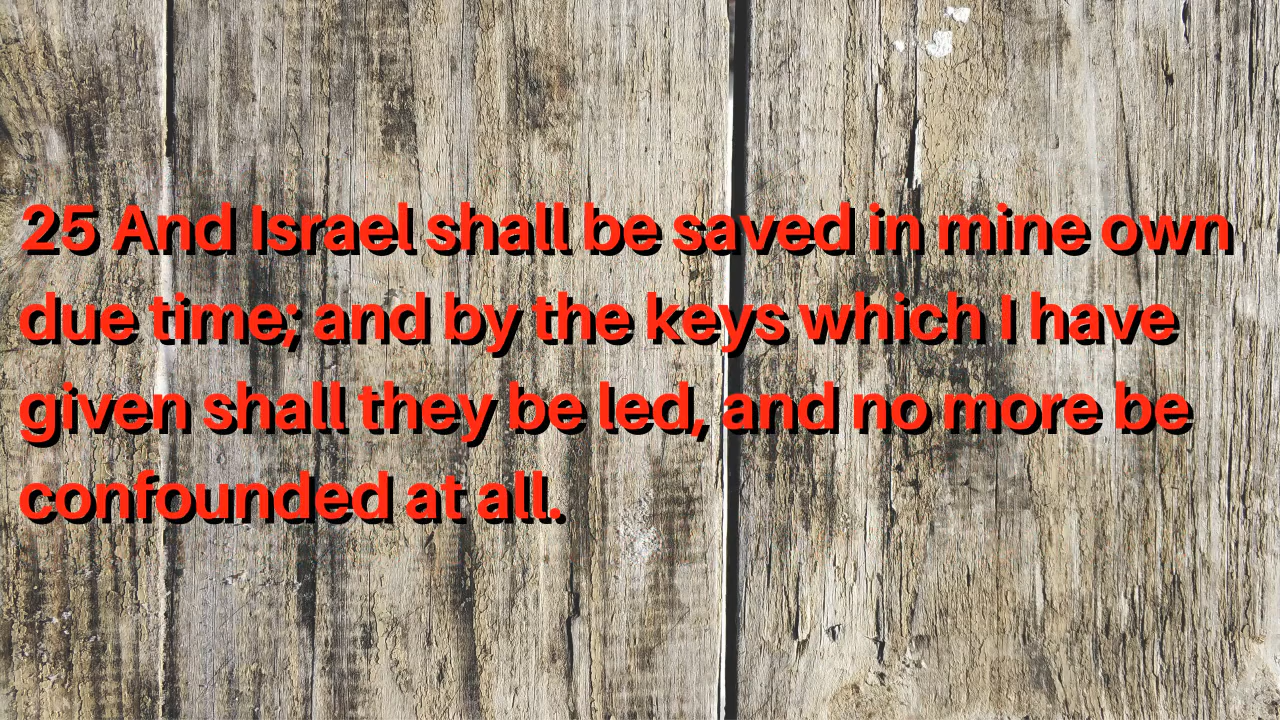 25 And Israel shall be saved in mine own
due time; and by the keys which I have
given shall they be led, and no more be
confounded at all.